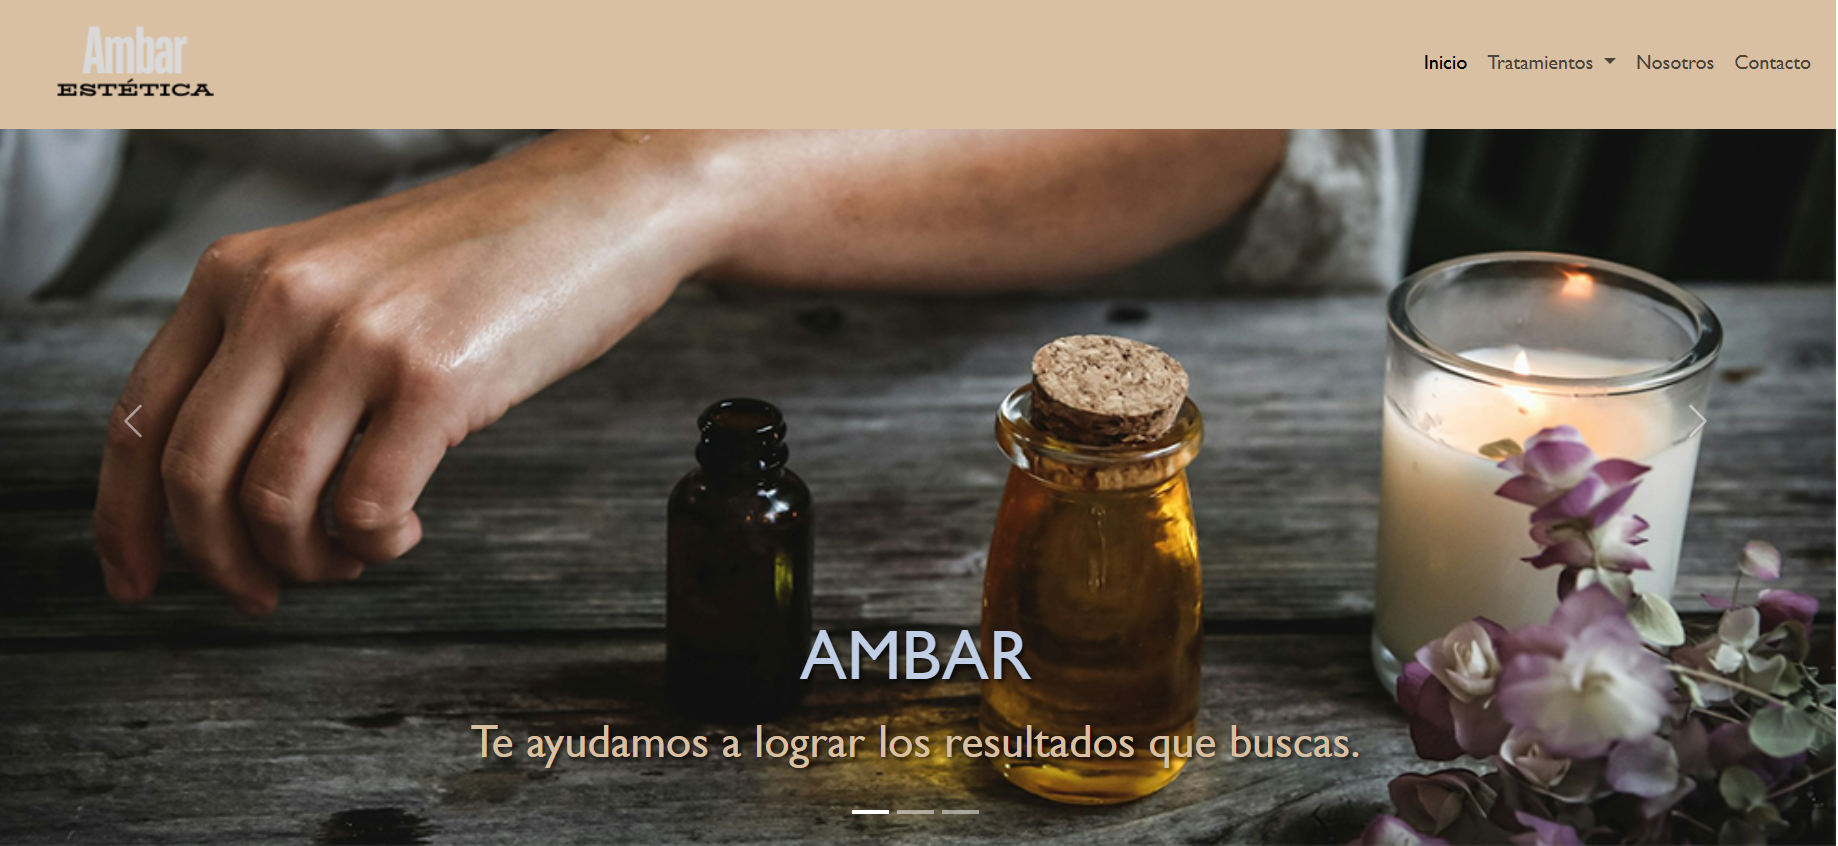 Ambar
ESTÉTICA
Inicio
Tratamientos
Nosotros
Contacto
AMBAR
Te ayudamos a lograr los resultados que buscas.